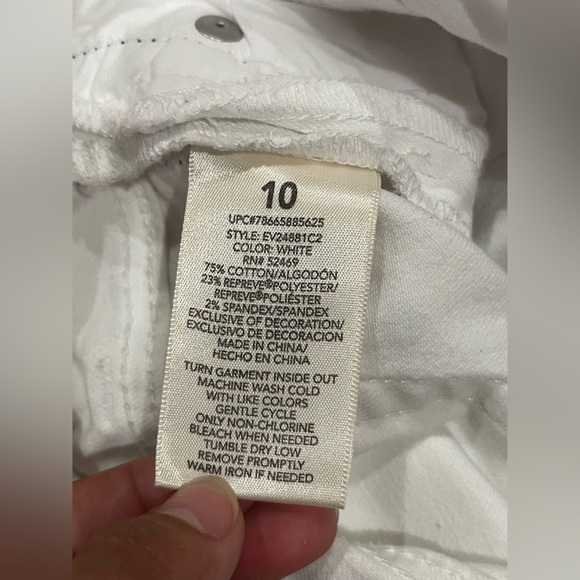 10
UPC#78665885625
STYLE: EV24881C2
COLOR: WHITE
RN# 52469
75% COTTON/ALGODÓN
23% REPREVE®POLYESTER/
REPREVE®POLIÉSTER
2% SPANDEX/SPANDEX
EXCLUSIVE OF DECORATION/
EXCLUSIVO DE DECORACION
MADE IN CHINA/
HECHO EN CHINA
TURN GARMENT INSIDE OUT
MACHINE WASH COLD
WITH LIKE COLORS
GENTLE CYCLE
ONLY NON-CHLORINE
BLEACH WHEN NEEDED
TUMBLE DRY LOW
REMOVE PROMPTLY
WARM IRON IF NEEDED